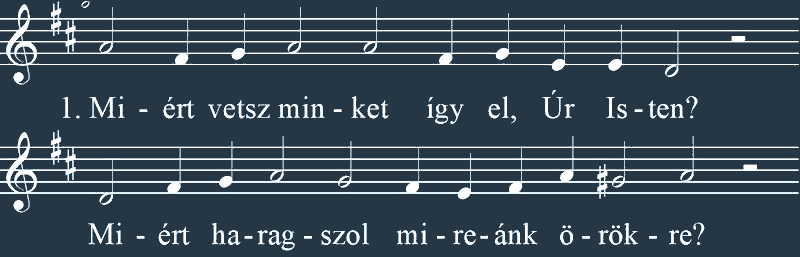 1. Mi - ért vetsz min - ket így el, Úr Is - ten?
Mi - ért ha - rag - szol mi - re - ánk ö - rök - re?